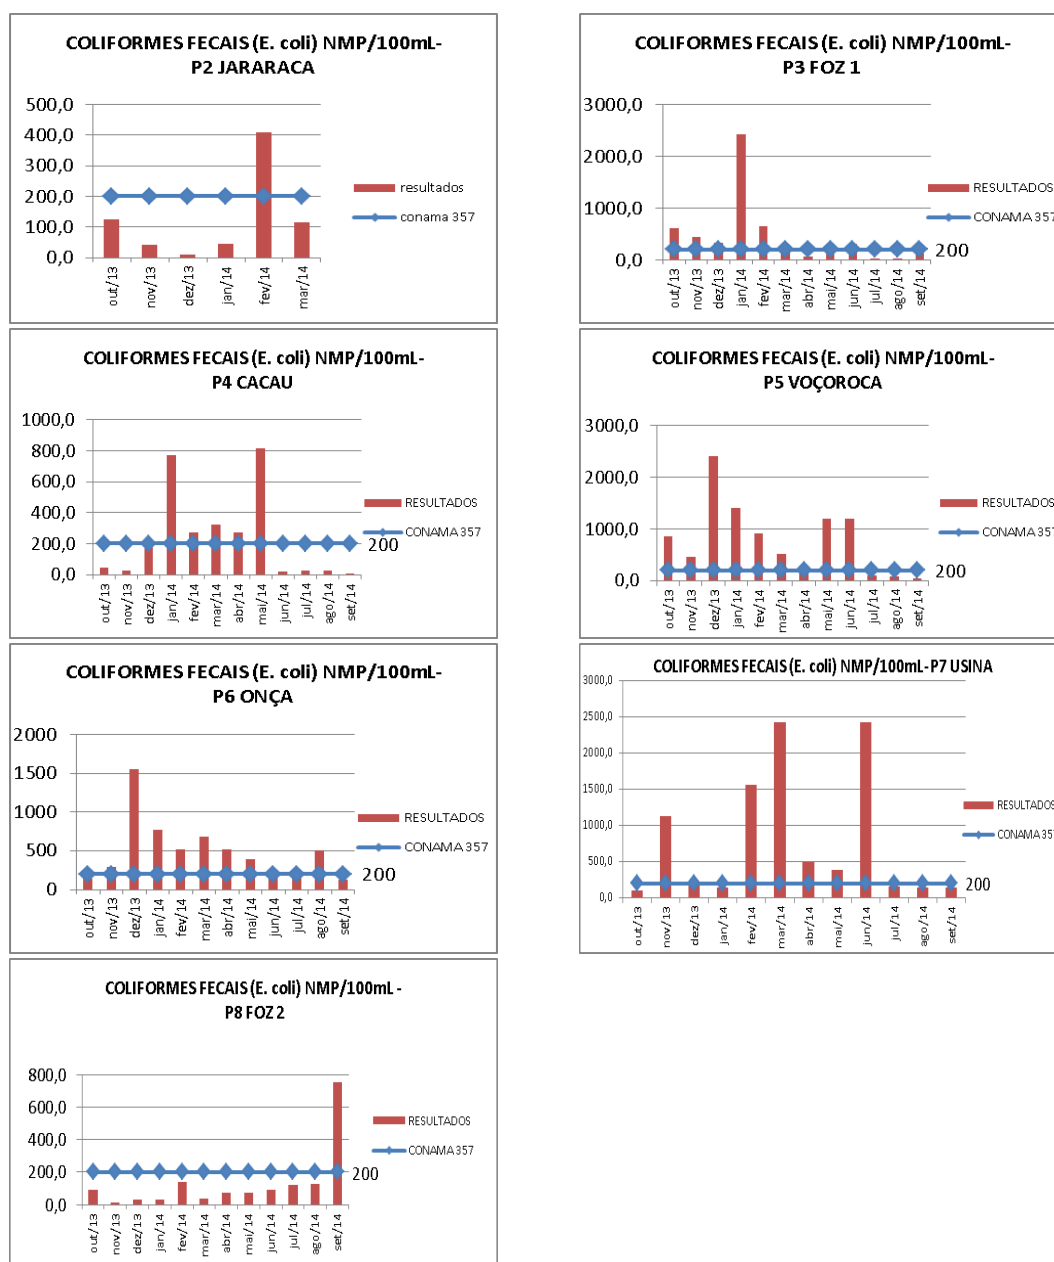 COLIFORMES FECAIS (E. coli) NMP/100mL-
P2 JARARACA
500,0
400,0
300,0
200,0
100,0
0,0
out/13
nov/13
dez/13
jan/14
fev/14
mar/14
resultados
conama 357
COLIFORMES FECAIS (E. coli) NMP/100mL-
P3 FOZ 1
3000,0
2000,0
1000,0
0,0
out/13
nov/13
dez/13
jan/14
fev/14
mar/14
abr/14
mai/14
jun/14
jul/14
ago/14
set/14
RESULTADOS
CONAMA 357
200
COLIFORMES FECAIS (E. coli) NMP/100mL-
P4 CACAU
1000,0
800,0
600,0
400,0
200,0
0,0
out/13
nov/13
dez/13
jan/14
fev/14
mar/14
abr/14
mai/14
jun/14
jul/14
ago/14
set/14
RESULTADOS
CONAMA 357
200
COLIFORMES FECAIS (E. coli) NMP/100mL-
P5 VOÇOROCA
3000,0
2000,0
1000,0
0,0
out/13
nov/13
dez/13
jan/14
fev/14
mar/14
abr/14
mai/14
jun/14
jul/14
ago/14
set/14
RESULTADOS
CONAMA 357
200
COLIFORMES FECAIS (E. coli) NMP/100mL-
P6 ONÇA
2000
1500
1000
500
0
out/13
nov/13
dez/13
jan/14
fev/14
mar/14
abr/14
mai/14
jun/14
jul/14
ago/14
set/14
RESULTADOS
CONAMA 357
200
COLIFORMES FECAIS (E. coli) NMP/100mL-P7 USINA
3000,0
2500,0
2000,0
1500,0
1000,0
500,0
0,0
out/13
nov/13
dez/13
jan/14
fev/14
mar/14
abr/14
mai/14
jun/14
jul/14
ago/14
set/14
RESULTADOS
CONAMA 357
200
COLIFORMES FECAIS (E. coli) NMP/100mL -
P8 FOZ 2
800,0
600,0
400,0
200,0
0,0
out/13
nov/13
dez/13
jan/14
fev/14
mar/14
abr/14
mai/14
jun/14
jul/14
ago/14
set/14
RESULTADOS
CONAMA 357
200